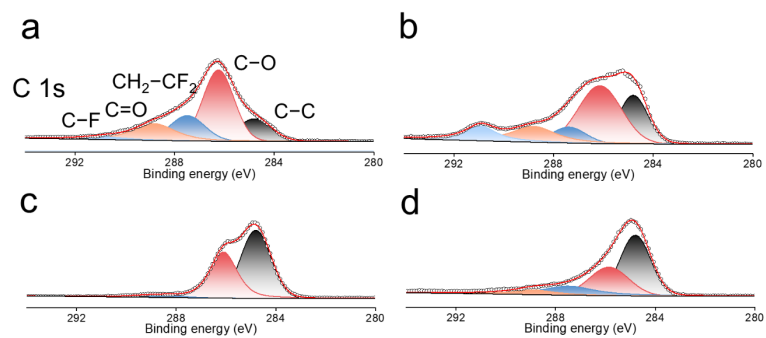 a
b
C 1s
C–F
C=O
CH₂–CF₂
C–O
C–C
292 288 284 280
Binding energy (eV)
292 288 284 280
Binding energy (eV)
c
d
292 288 284 280
Binding energy (eV)
292 288 284 280
Binding energy (eV)